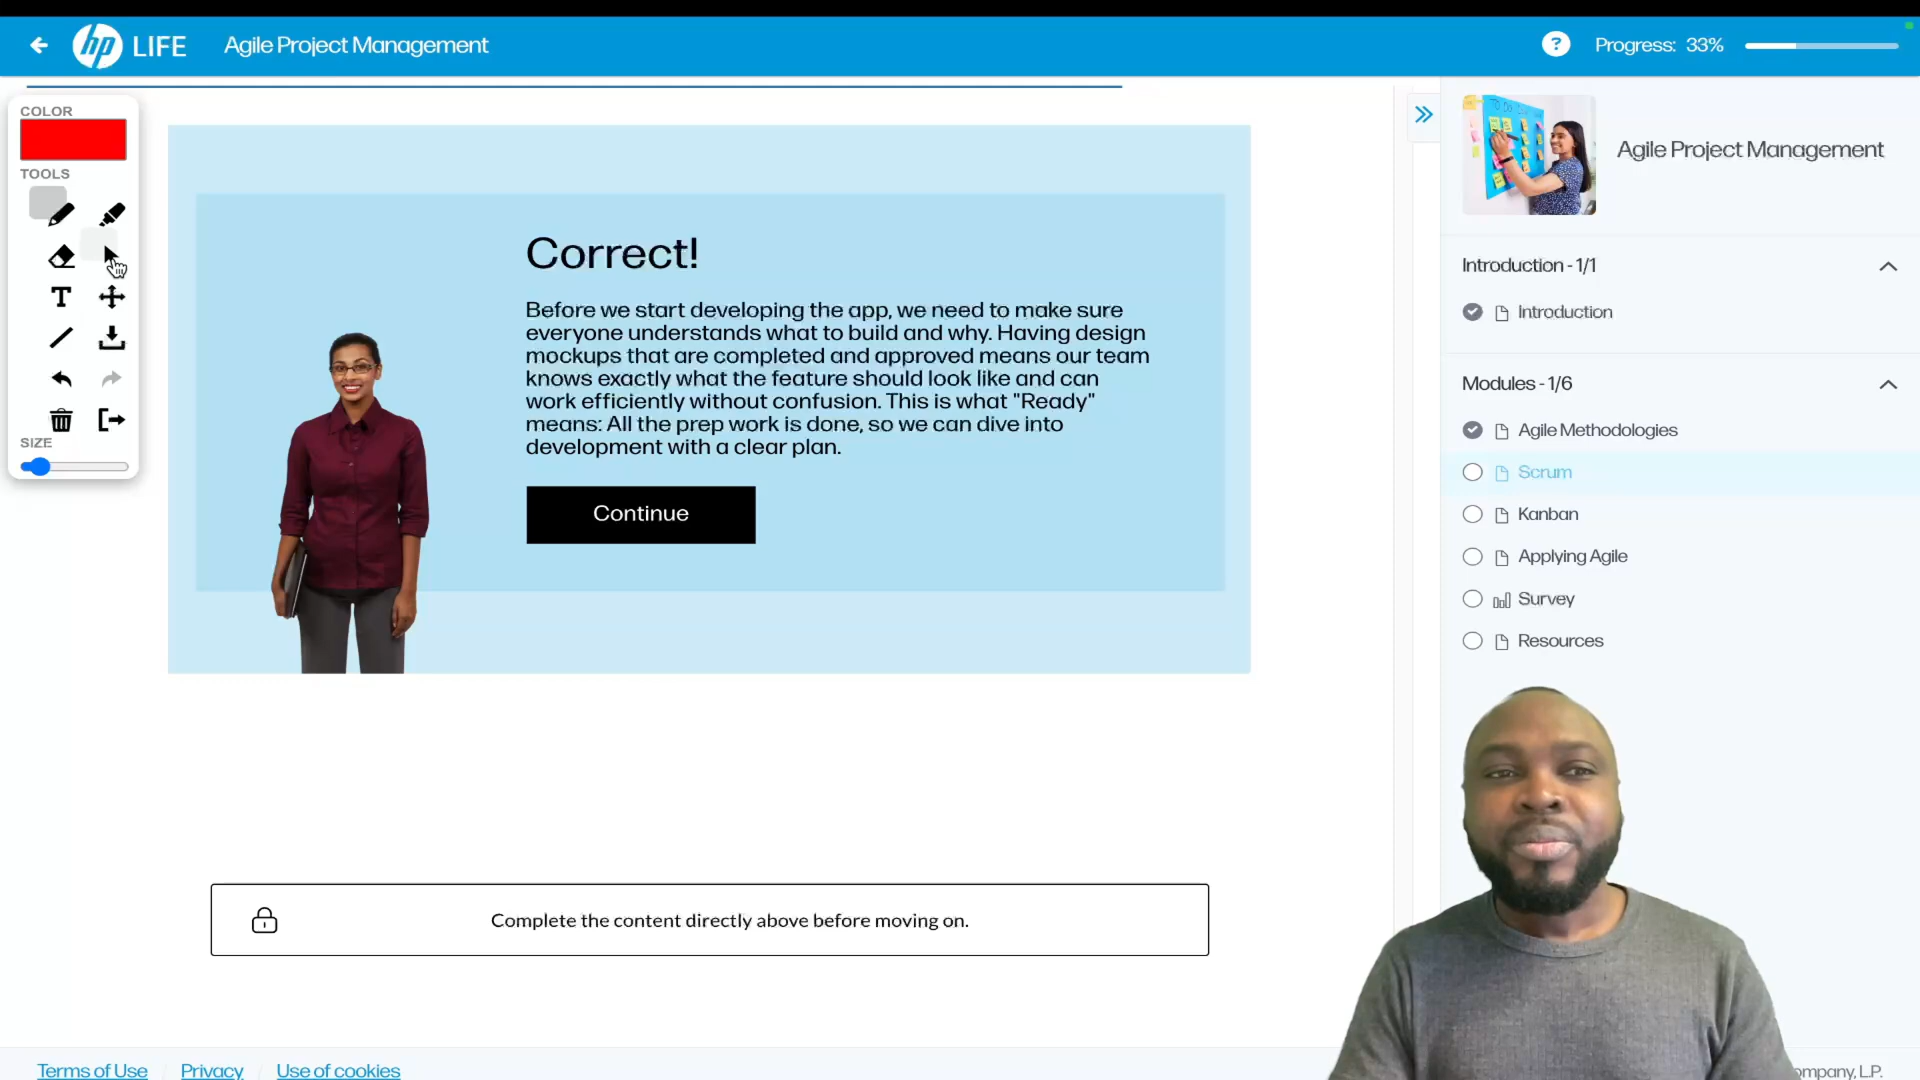 hp LIFE
Agile Project Management
?
Progress: 33%
COLOR
TOOLS
T
SIZE
Correct!
Before we start developing the app, we need to make sure
everyone understands what to build and why. Having design
mockups that are completed and approved means our team
knows exactly what the feature should look like and can
work efficiently without confusion. This is what "Ready"
means: All the prep work is done, so we can dive into
development with a clear plan.
Continue
Complete the content directly above before moving on.
Agile Project Management
Introduction - 1/1
Introduction
Modules - 1/6
Agile Methodologies
Scrum
Kanban
Applying Agile
Survey
Resources
Terms of Use
Privacy
Use of cookies
L.P.